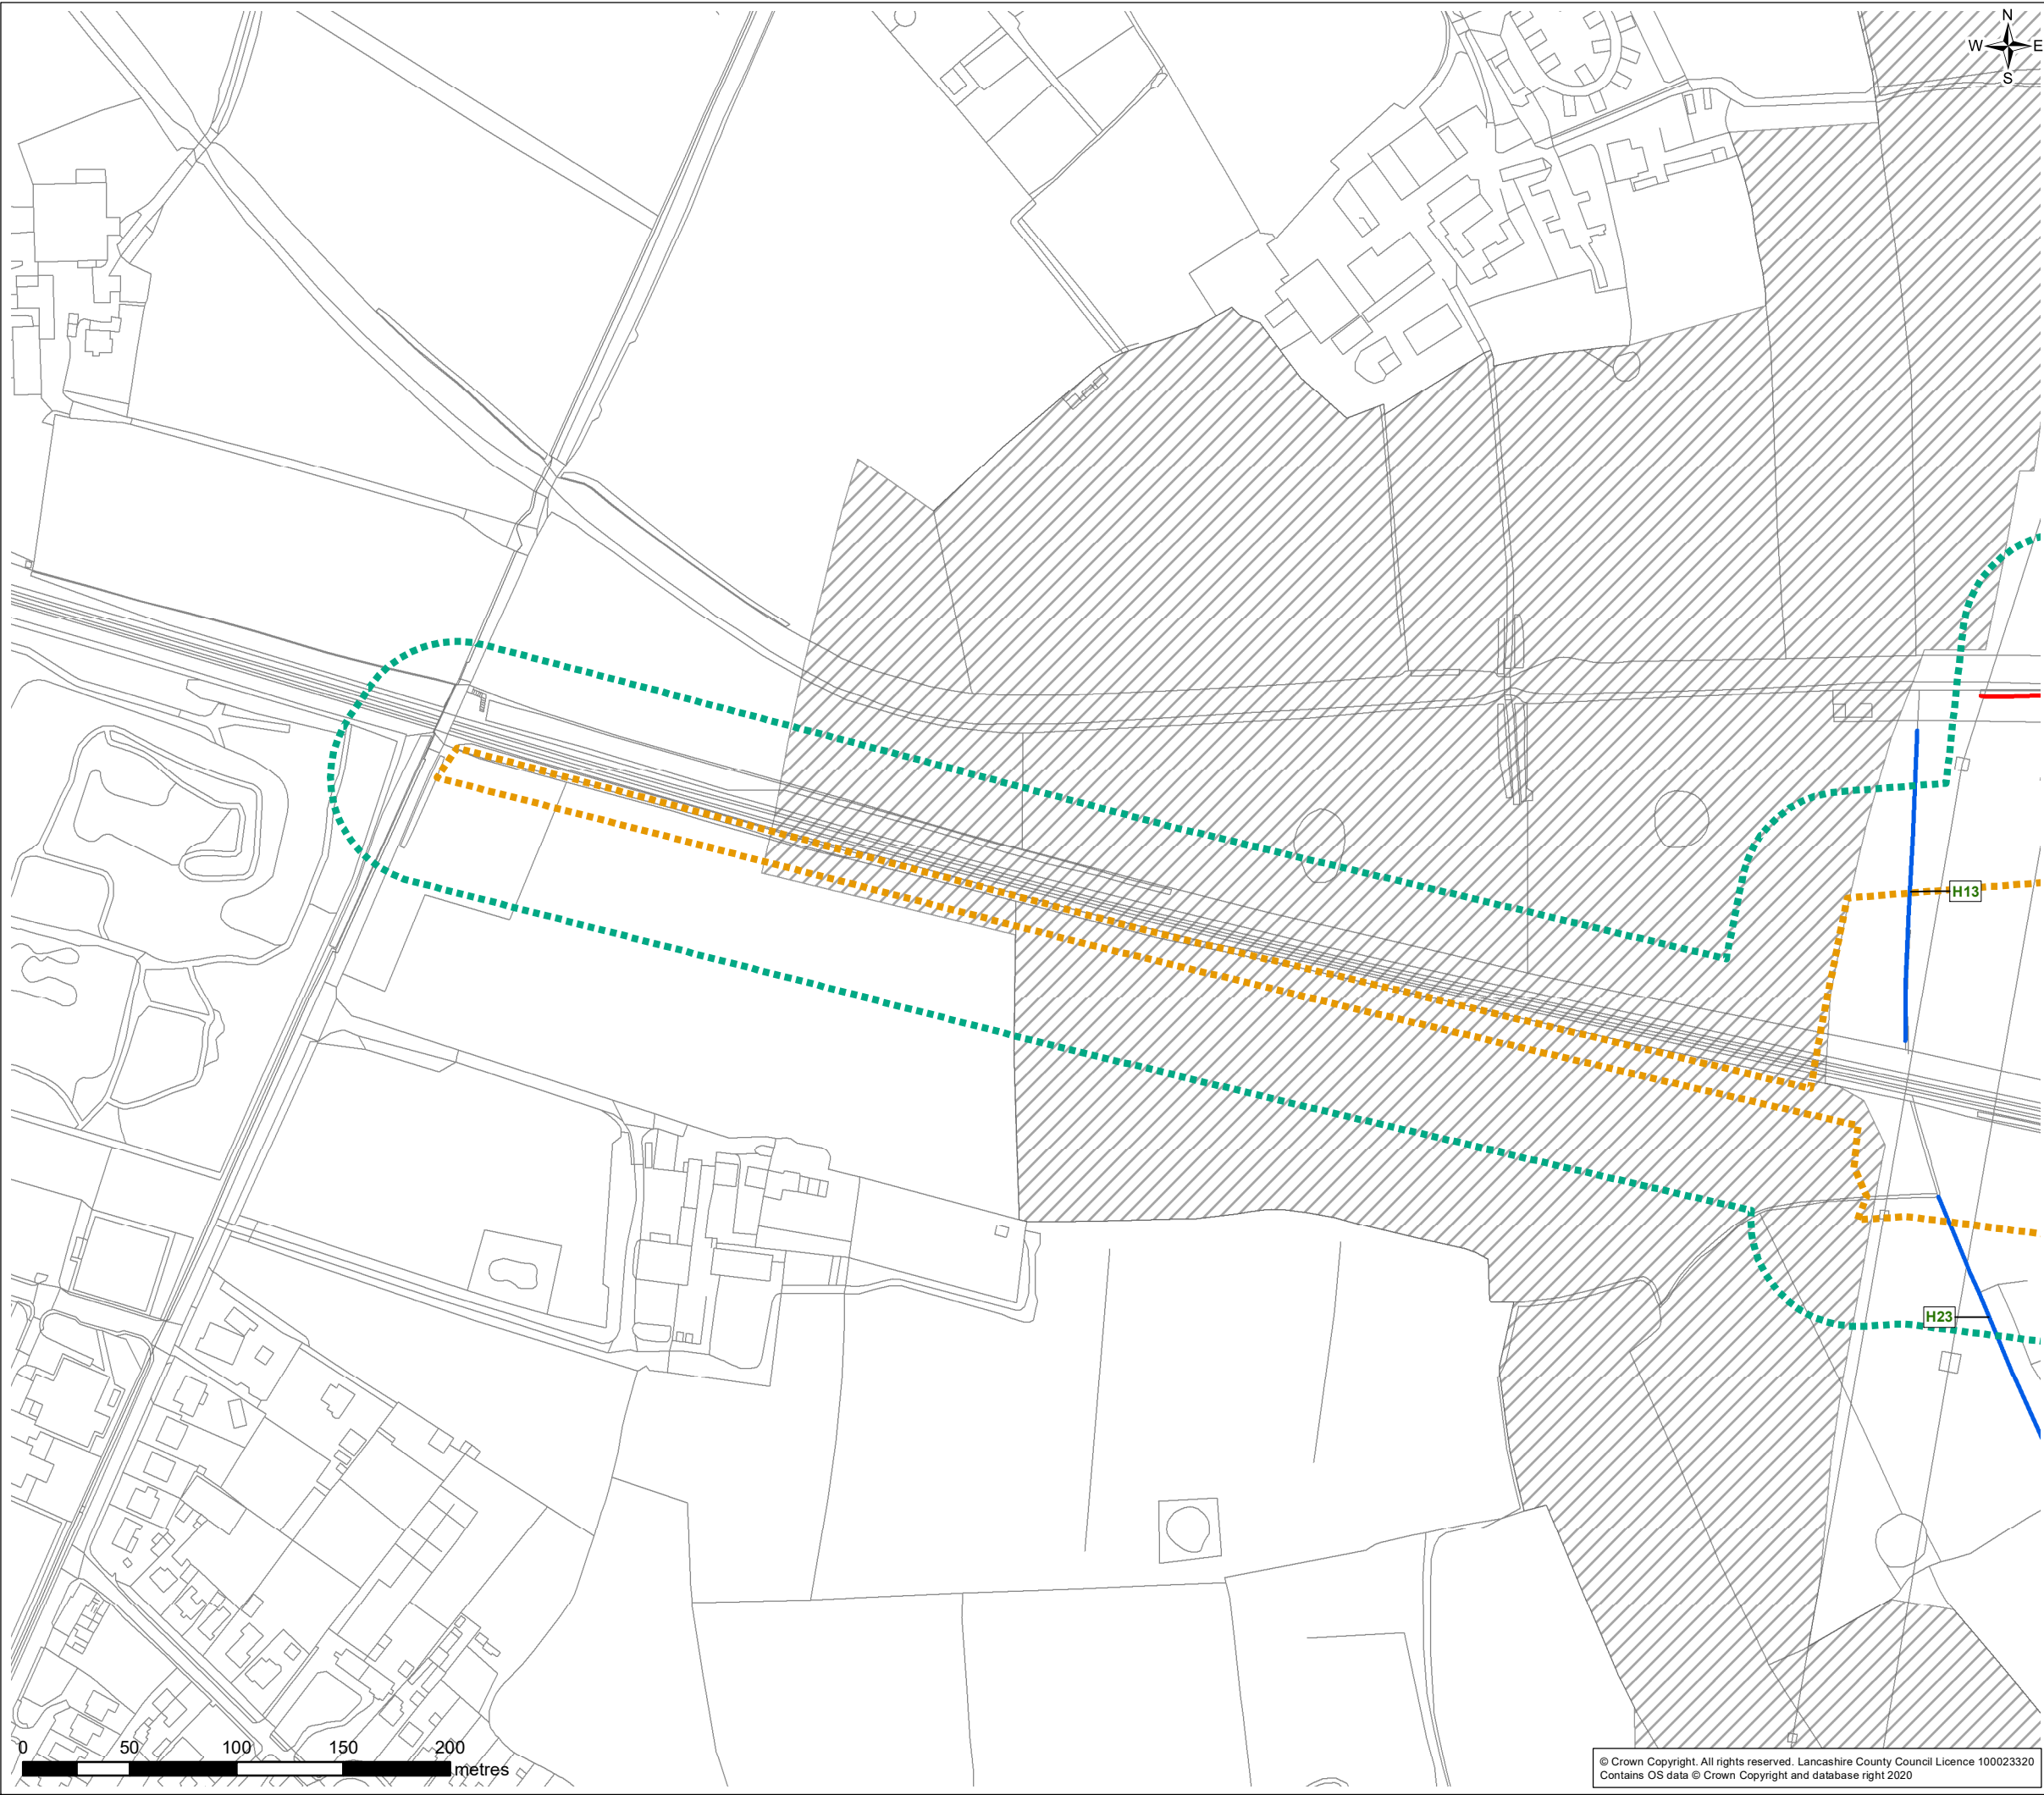 N
W E
S
H13
H23
0 50 100 150 200
metres
© Crown Copyright. All rights reserved. Lancashire County Council Licence 100023320
Contains OS data © Crown Copyright and database right 2020